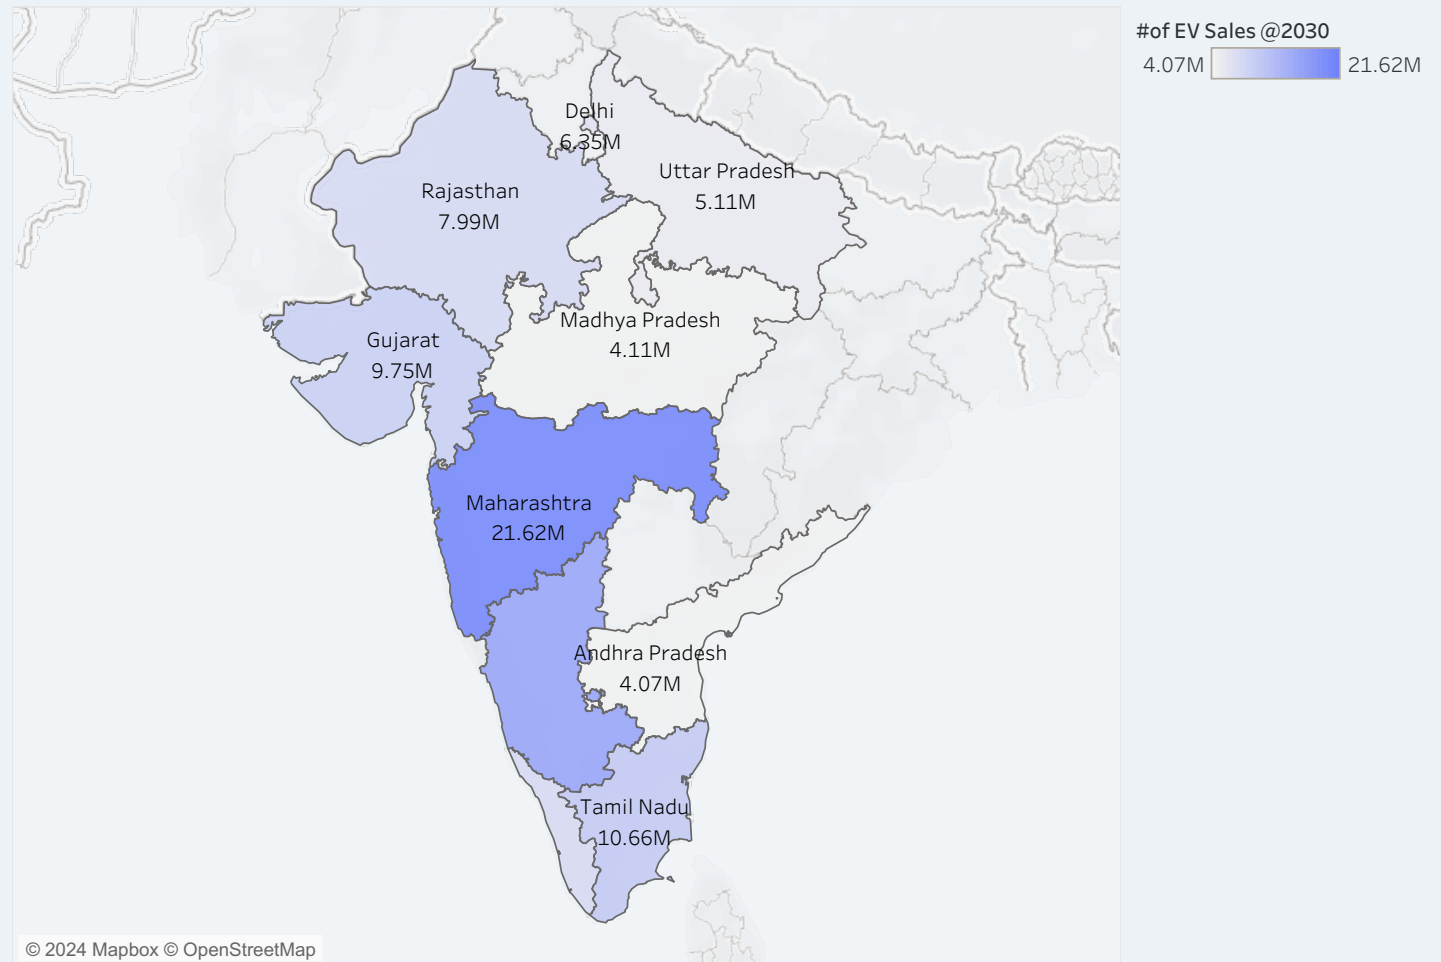 #of EV Sales @2030
4.07M 21.62M
Delhi
6.35M
Uttar Pradesh
5.11M
Rajasthan
7.99M
Madhya Pradesh
4.11M
Gujarat
9.75M
Maharashtra
21.62M
Andhra Pradesh
4.07M
Tamil Nadu
10.66M
© 2024 Mapbox © OpenStreetMap